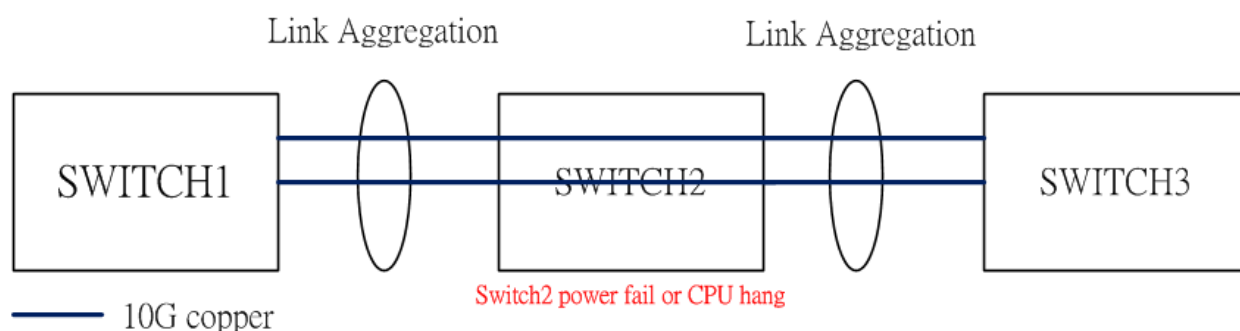 Link Aggregation
Link Aggregation
SWITCH1
SWITCH2
SWITCH3
Switch2 power fail or CPU hang
10G copper